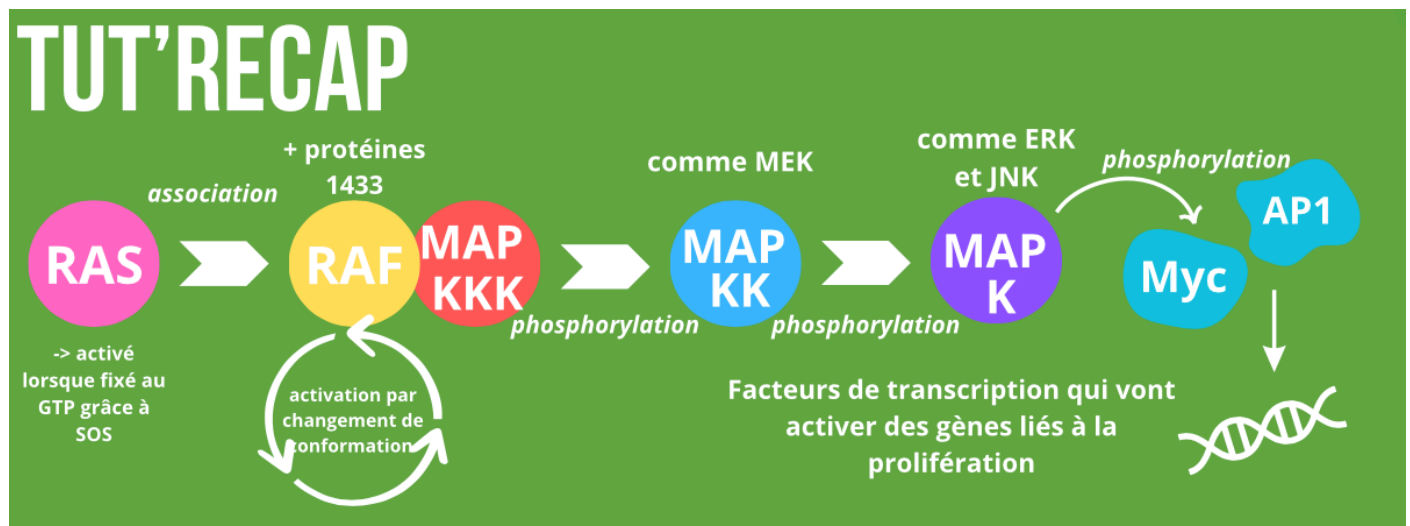 TUT'RECAP
+ protéines
1433
association
RAS
RAF
MAP
KKK
phosphorylation
-> activé
lorsque fixé au
GTP grâce à
SOS
activation par
changement de
conformation
comme MEK
MAP
KK
phosphorylation
comme ERK
et JNK
MAP
K
phosphorylation
Myc
AP1
Facteurs de transcription qui vont
activer des gènes liés à la
prolifération